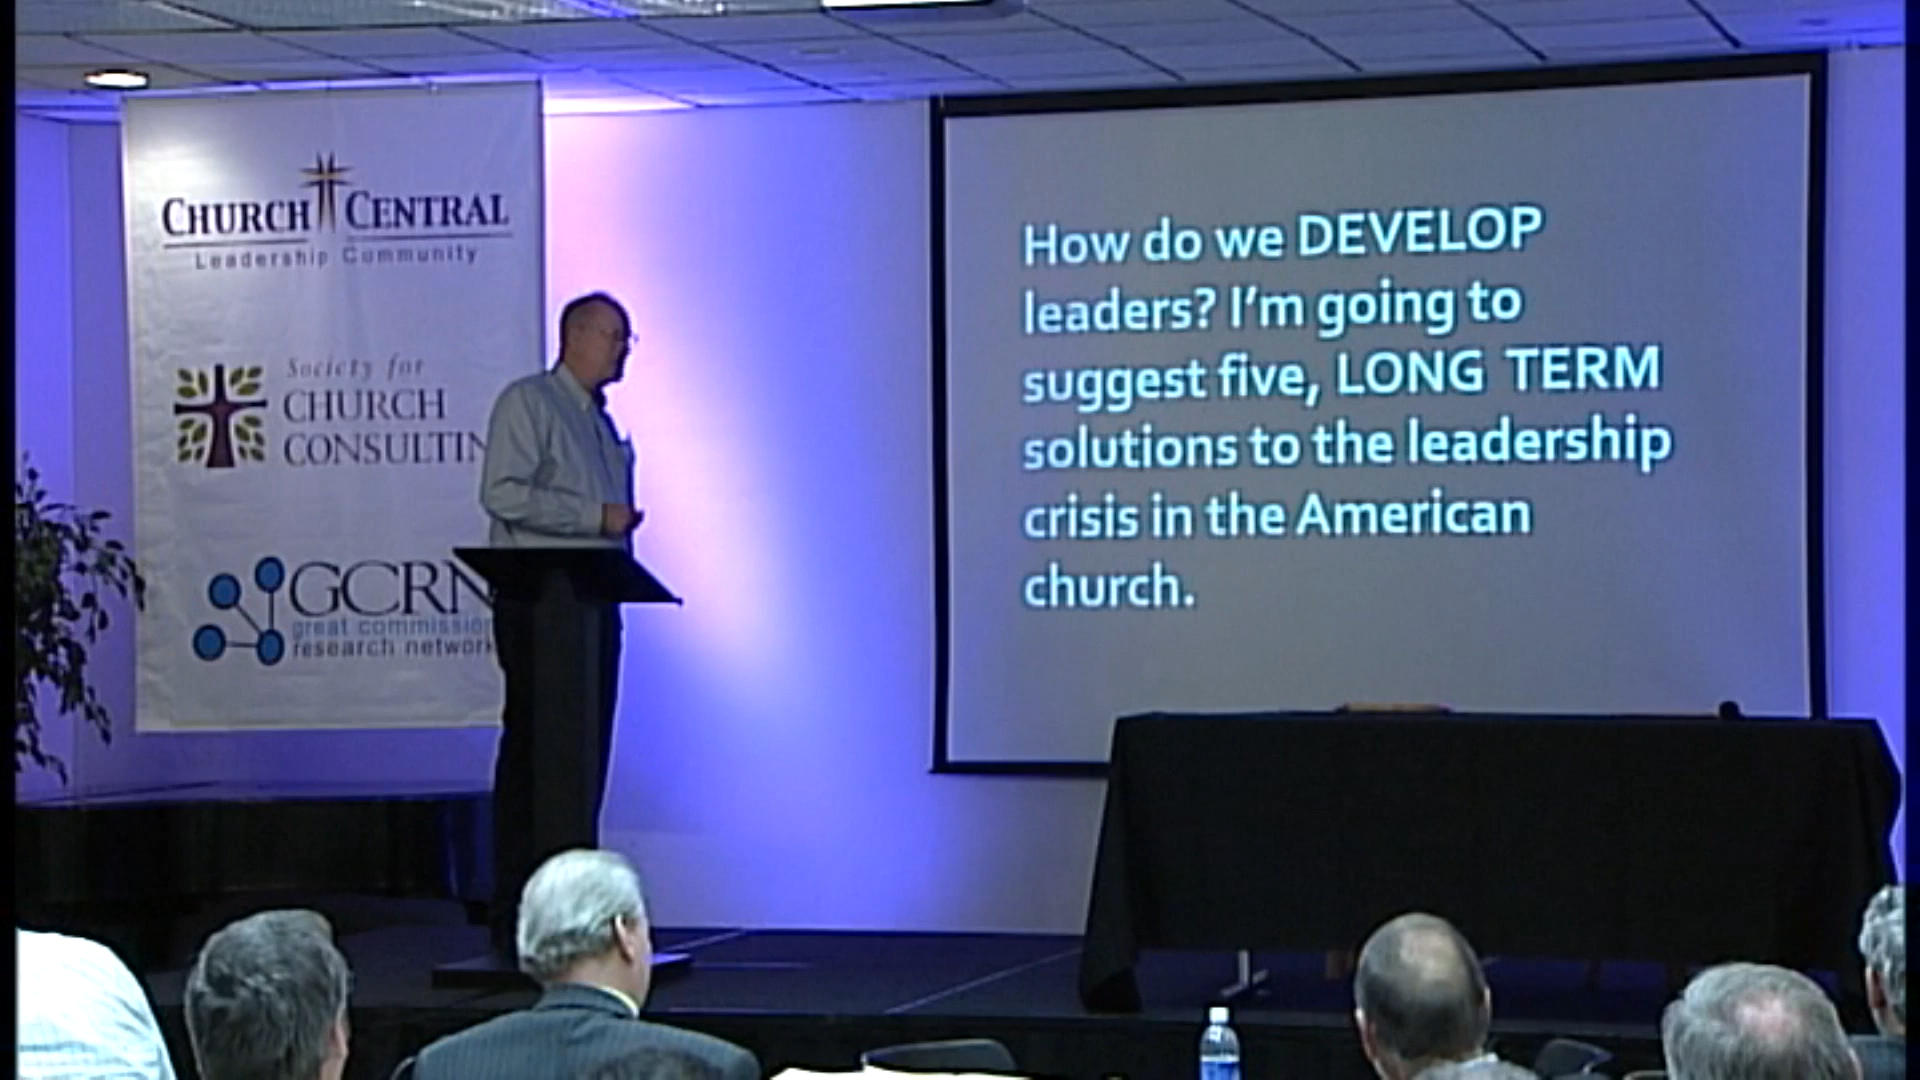 CHURCH CENTRAL
Leadership Community
Society for
CHURCH
CONSULTIN
GCRN
great commission
research network
How do we DEVELOP
leaders? I'm going to
suggest five, LONG TERM
solutions to the leadership
crisis in the American
church.